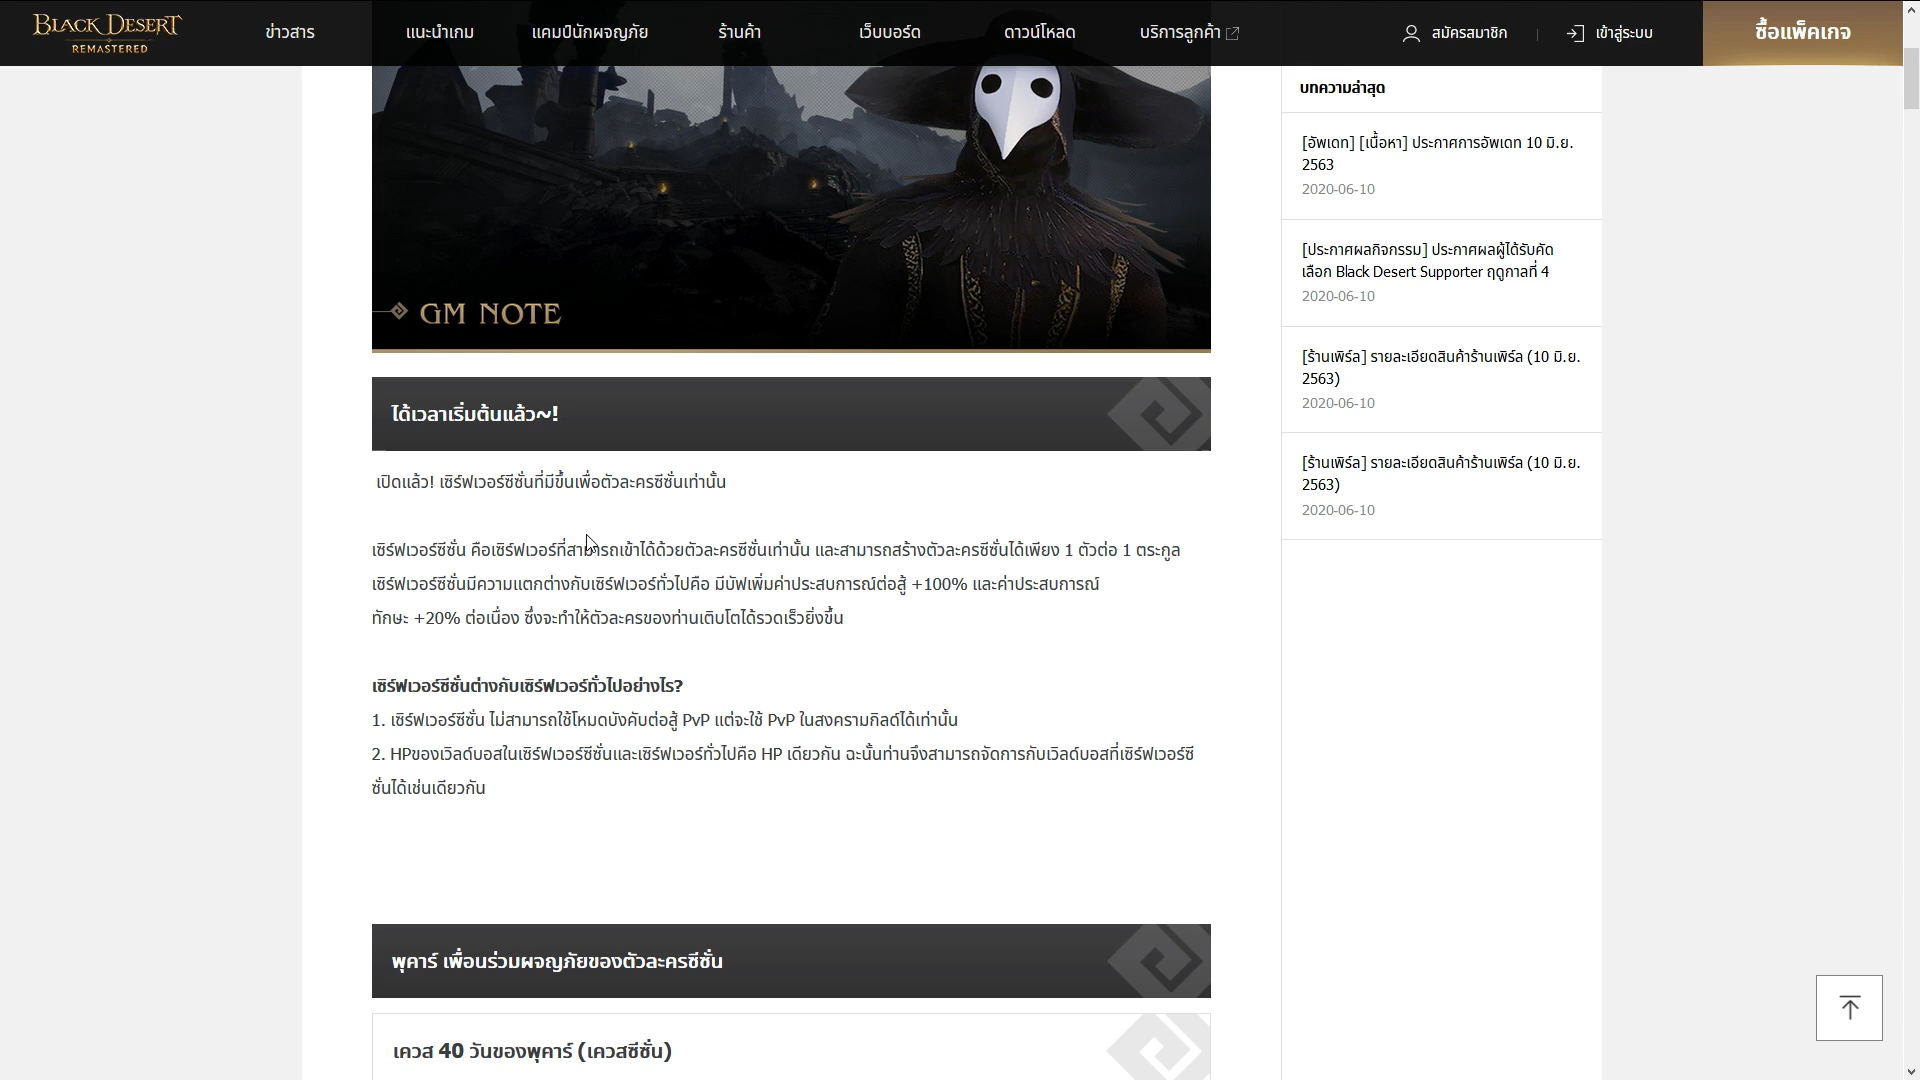 BLACK DESERT
REMASTERED
ข่าวสาร
แนะนำเกม
แคมป์นักผจญภัย
ร้านค้า
เว็บบอร์ด
ดาวน์โหลด
บริการลูกค้า
สมัครสมาชิก
เข้าสู่ระบบ
ซื้อแพ็คเกจ
GM NOTE
ได้เวลาเริ่มต้นแล้ว~!
เปิดแล้ว! เซิร์ฟเวอร์ซีซั่นที่มีขึ้นเพื่อตัวละครซีซั่นเท่านั้น
เซิร์ฟเวอร์ซีซั่น คือเซิร์ฟเวอร์ที่สามารถเข้าได้ด้วยตัวละครซีซั่นเท่านั้น และสามารถสร้างตัวละครซีซั่นได้เพียง 1 ตัวต่อ 1 ตระกูล
เซิร์ฟเวอร์ซีซั่นมีความแตกต่างกับเซิร์ฟเวอร์ทั่วไปคือ มีบัฟเพิ่มค่าประสบการณ์ต่อสู้ +100% และค่าประสบการณ์
ทักษะ +20% ต่อเนื่อง ซึ่งจะทำให้ตัวละครของท่านเติบโตได้รวดเร็วยิ่งขึ้น
เซิร์ฟเวอร์ซีซั่นต่างกับเซิร์ฟเวอร์ทั่วไปอย่างไร?
1. เซิร์ฟเวอร์ซีซั่น ไม่สามารถใช้โหมดบังคับต่อสู้ PvP แต่จะใช้ PvP ในสงครามกิลด์ได้เท่านั้น
2. HPของเวิลด์บอสในเซิร์ฟเวอร์ซีซั่นและเซิร์ฟเวอร์ทั่วไปคือ HP เดียวกัน ฉะนั้นท่านจึงสามารถจัดการกับเวิลด์บอสที่เซิร์ฟเวอร์ซี
ซั่นได้เช่นเดียวกัน
พุคาร์ เพื่อนร่วมผจญภัยของตัวละครซีซั่น
เควส 40 วันของพุคาร์ (เควสซีซั่น)
บทความล่าสุด
[อัพเดท] [เนื้อหา] ประกาศการอัพเดท 10 มิ.ย.
2563
2020-06-10
[ประกาศผลกิจกรรม] ประกาศผลผู้ได้รับคัด
เลือก Black Desert Supporter ฤดูกาลที่ 4
2020-06-10
[ร้านเพิร์ล] รายละเอียดสินค้าร้านเพิร์ล (10 มิ.ย.
2563)
2020-06-10
[ร้านเพิร์ล] รายละเอียดสินค้าร้านเพิร์ล (10 มิ.ย.
2563)
2020-06-10